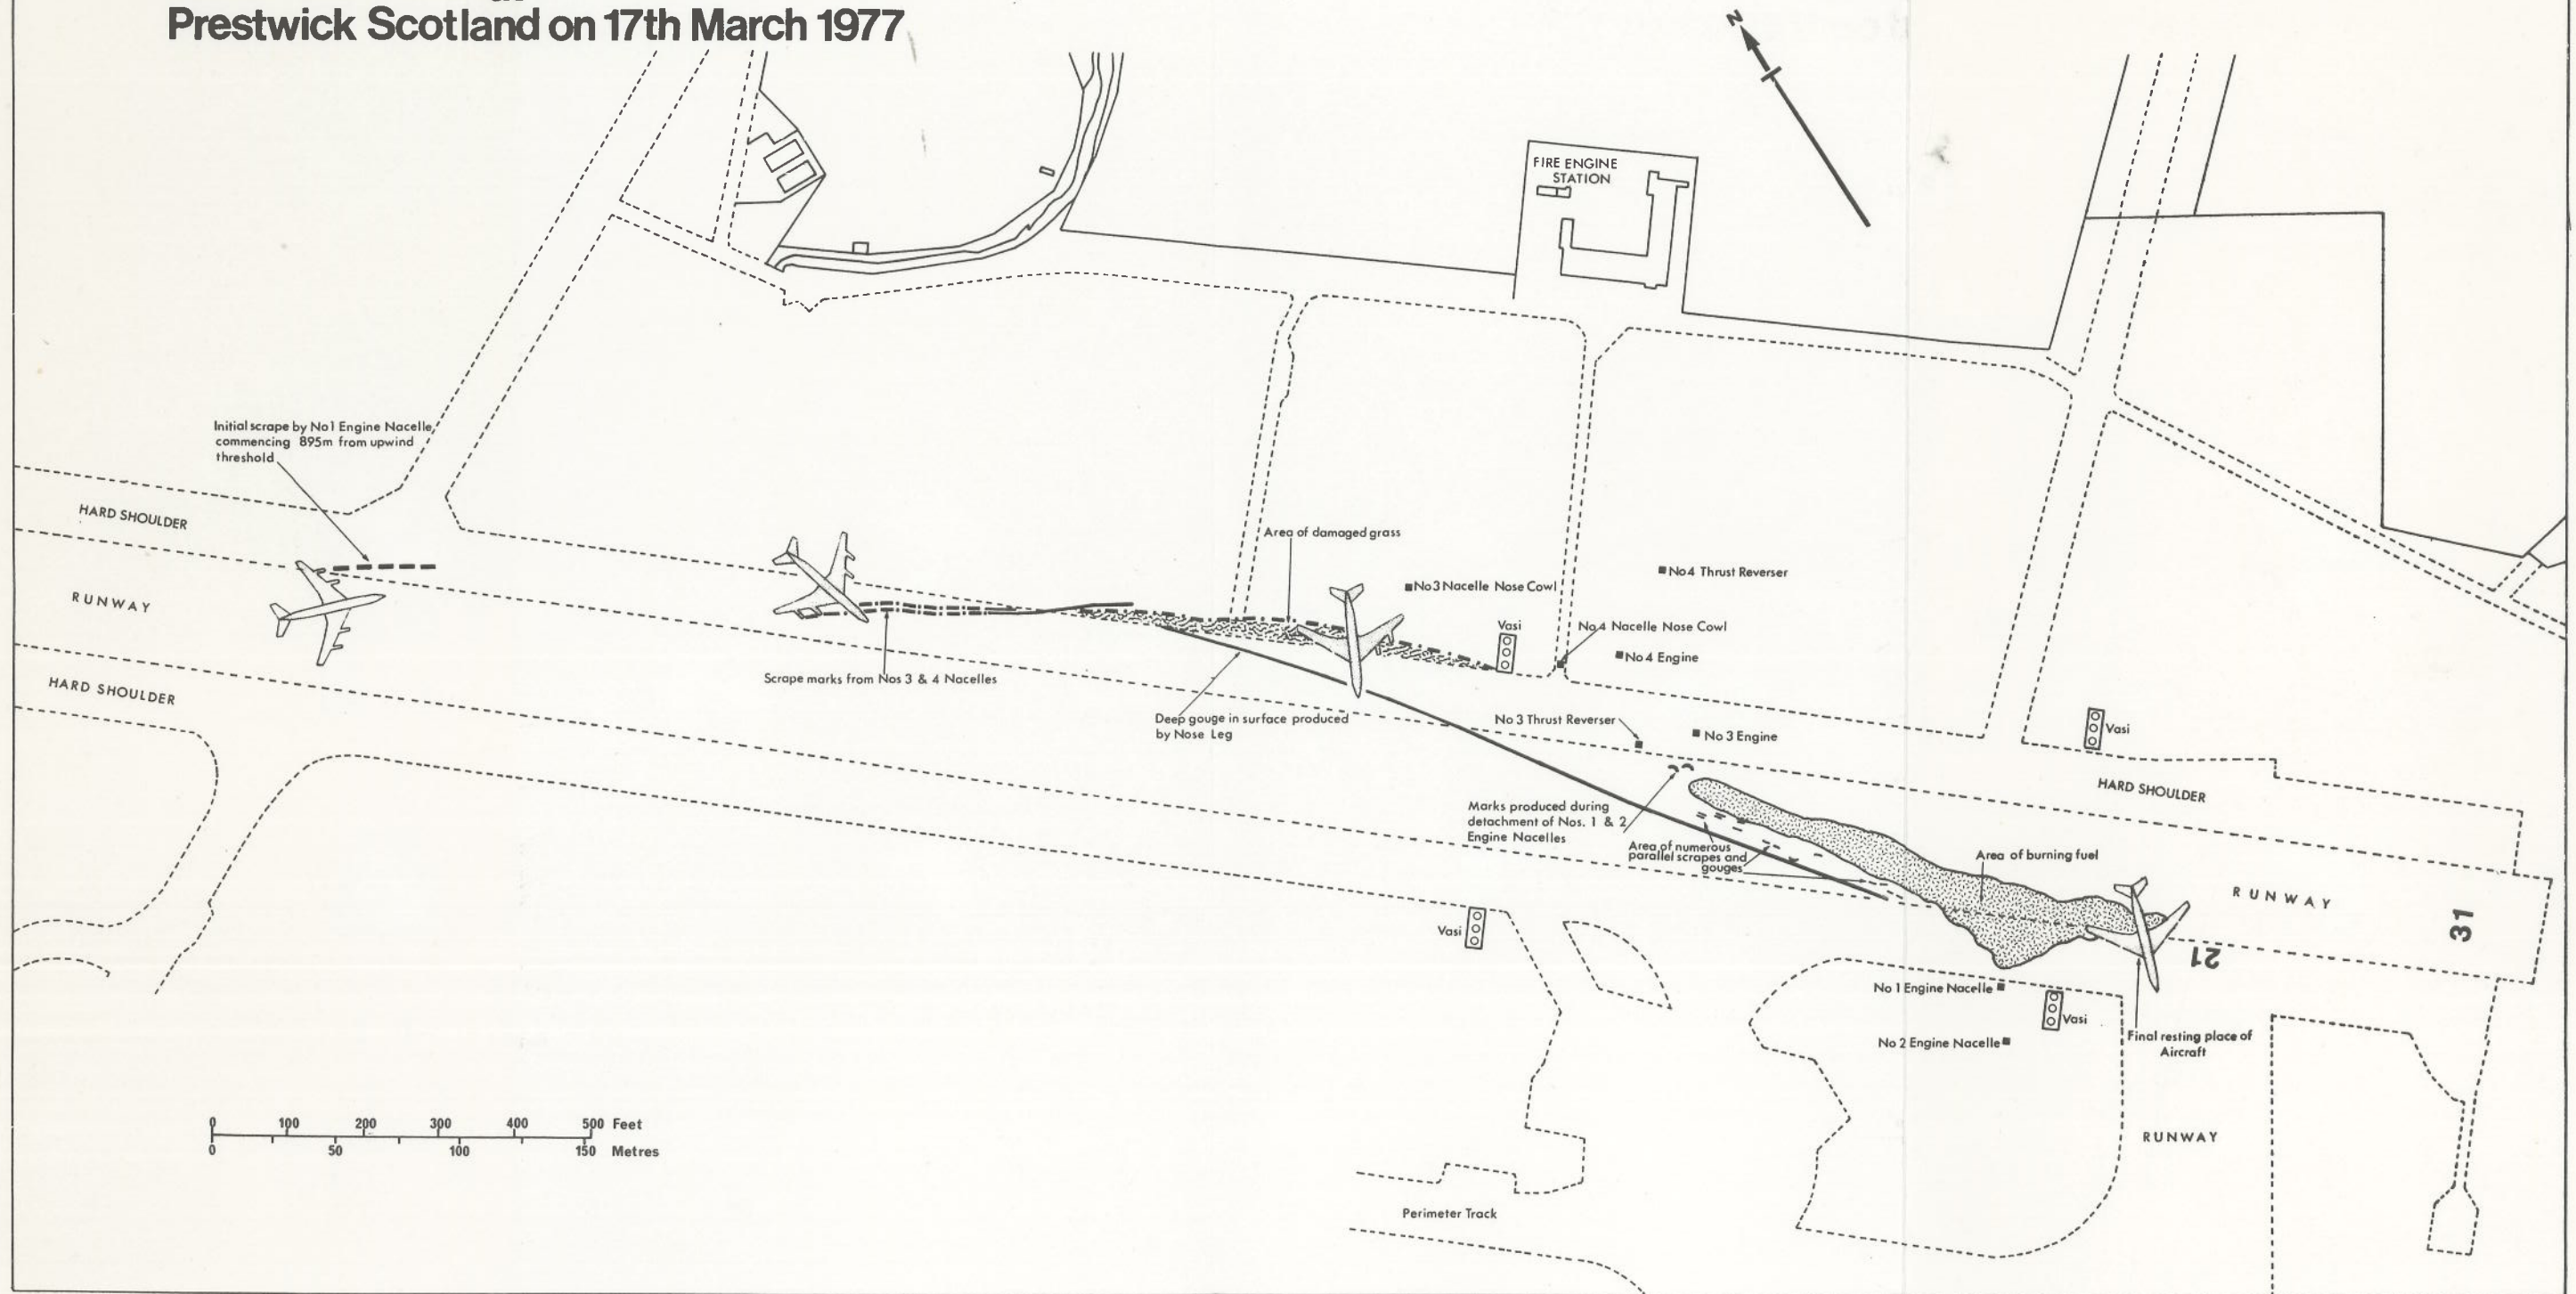 Prestwick Scotland on 17th March 1977
N
FIRE ENGINE
STATION
Initial scrape by No1 Engine Nacelle
commencing 895m from upwind
threshold
HARD SHOULDER
RUNWAY
HARD SHOULDER
Scrape marks from Nos 3 & 4 Nacelles
Area of damaged grass
No3 Nacelle Nose Cowl
No4 Thrust Reverser
Vasi
No.4 Nacelle Nose Cowl
No4 Engine
Deep gouge in surface produced
by Nose Leg
No 3 Thrust Reverser
No 3 Engine
Vasi
HARD SHOULDER
Marks produced during
detachment of Nos. 1 & 2
Engine Nacelles
Area of numerous
parallel scrapes and
gouges
Area of burning fuel
RUNWAY
31
21
Vasi
No 1 Engine Nacelle
Vasi
No 2 Engine Nacelle
Final resting place of
Aircraft
RUNWAY
0 100 200 300 400 500 Feet
0 50 100 150 Metres
Perimeter Track